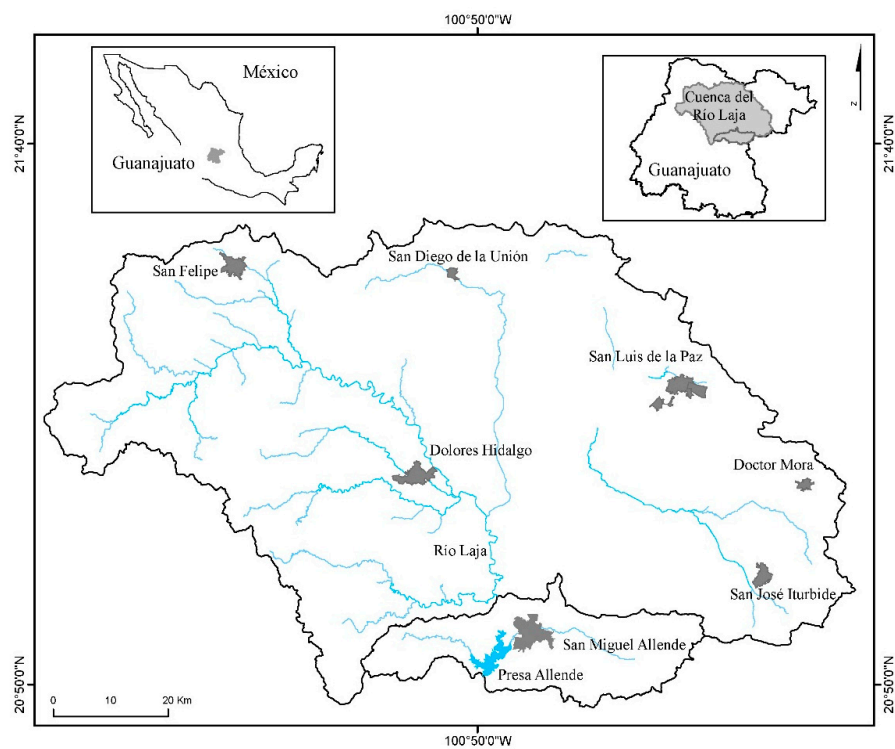 100°50'0"W
México
Guanajuato
Cuenca del
Río Laja
Guanajuato
z
21°40'0"N
21°40'0"N
San Felipe
San Diego de la Unión
San Luis de la Paz
Dolores Hidalgo
Doctor Mora
Río Laja
San José Iturbide
San Miguel Allende
Presa Allende
20°50'0"N
20°50'0"N
0 10 20 Km
100°50'0"W